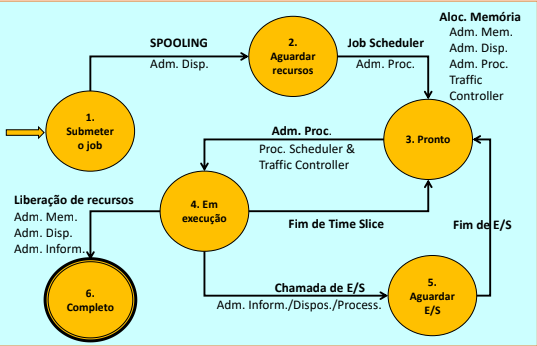 SPOOLING
Adm. Disp.
2.
Aguardar
recursos
Job Scheduler
Adm. Proc.
Aloc. Memória
Adm. Mem.
Adm. Disp.
Adm. Proc.
Traffic
Controller
1.
Submeter
o job
Adm. Proc.
Proc. Scheduler &
Traffic Controller
3. Pronto
Liberação de recursos
Adm. Mem.
Adm. Disp.
Adm. Inform.
4. Em
execução
Fim de Time Slice
Fim de E/S
6.
Completo
Chamada de E/S
Adm. Inform./Dispos./Process.
5.
Aguardar
E/S